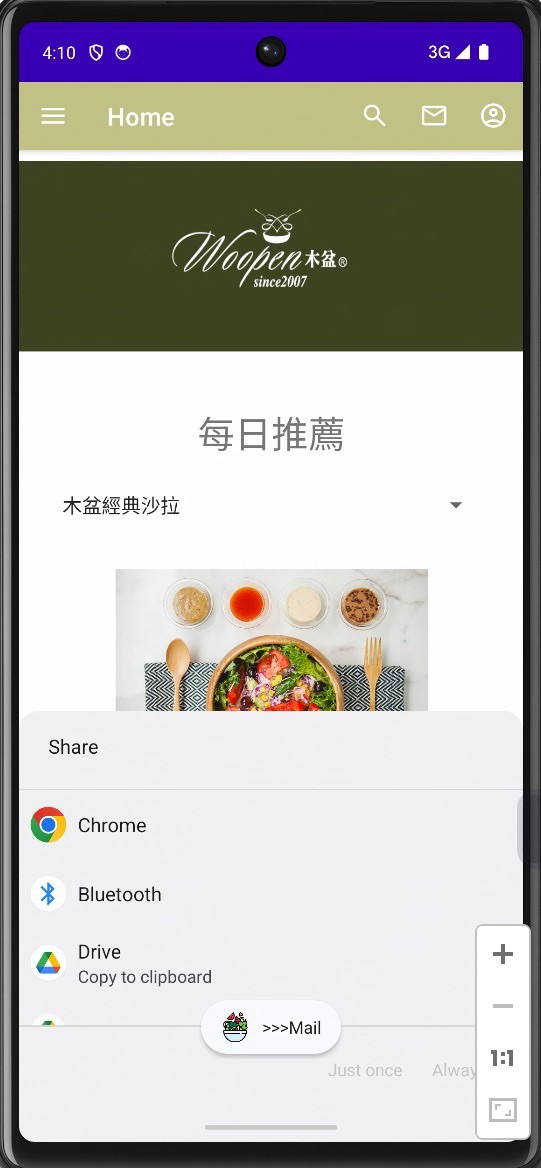 4:10
3G
Home
Woopen木盆®
since2007
每日推薦
木盆經典沙拉
Share
Chrome
Bluetooth
Drive
Copy to clipboard
>>>Mail
Just once
Alway
1:1